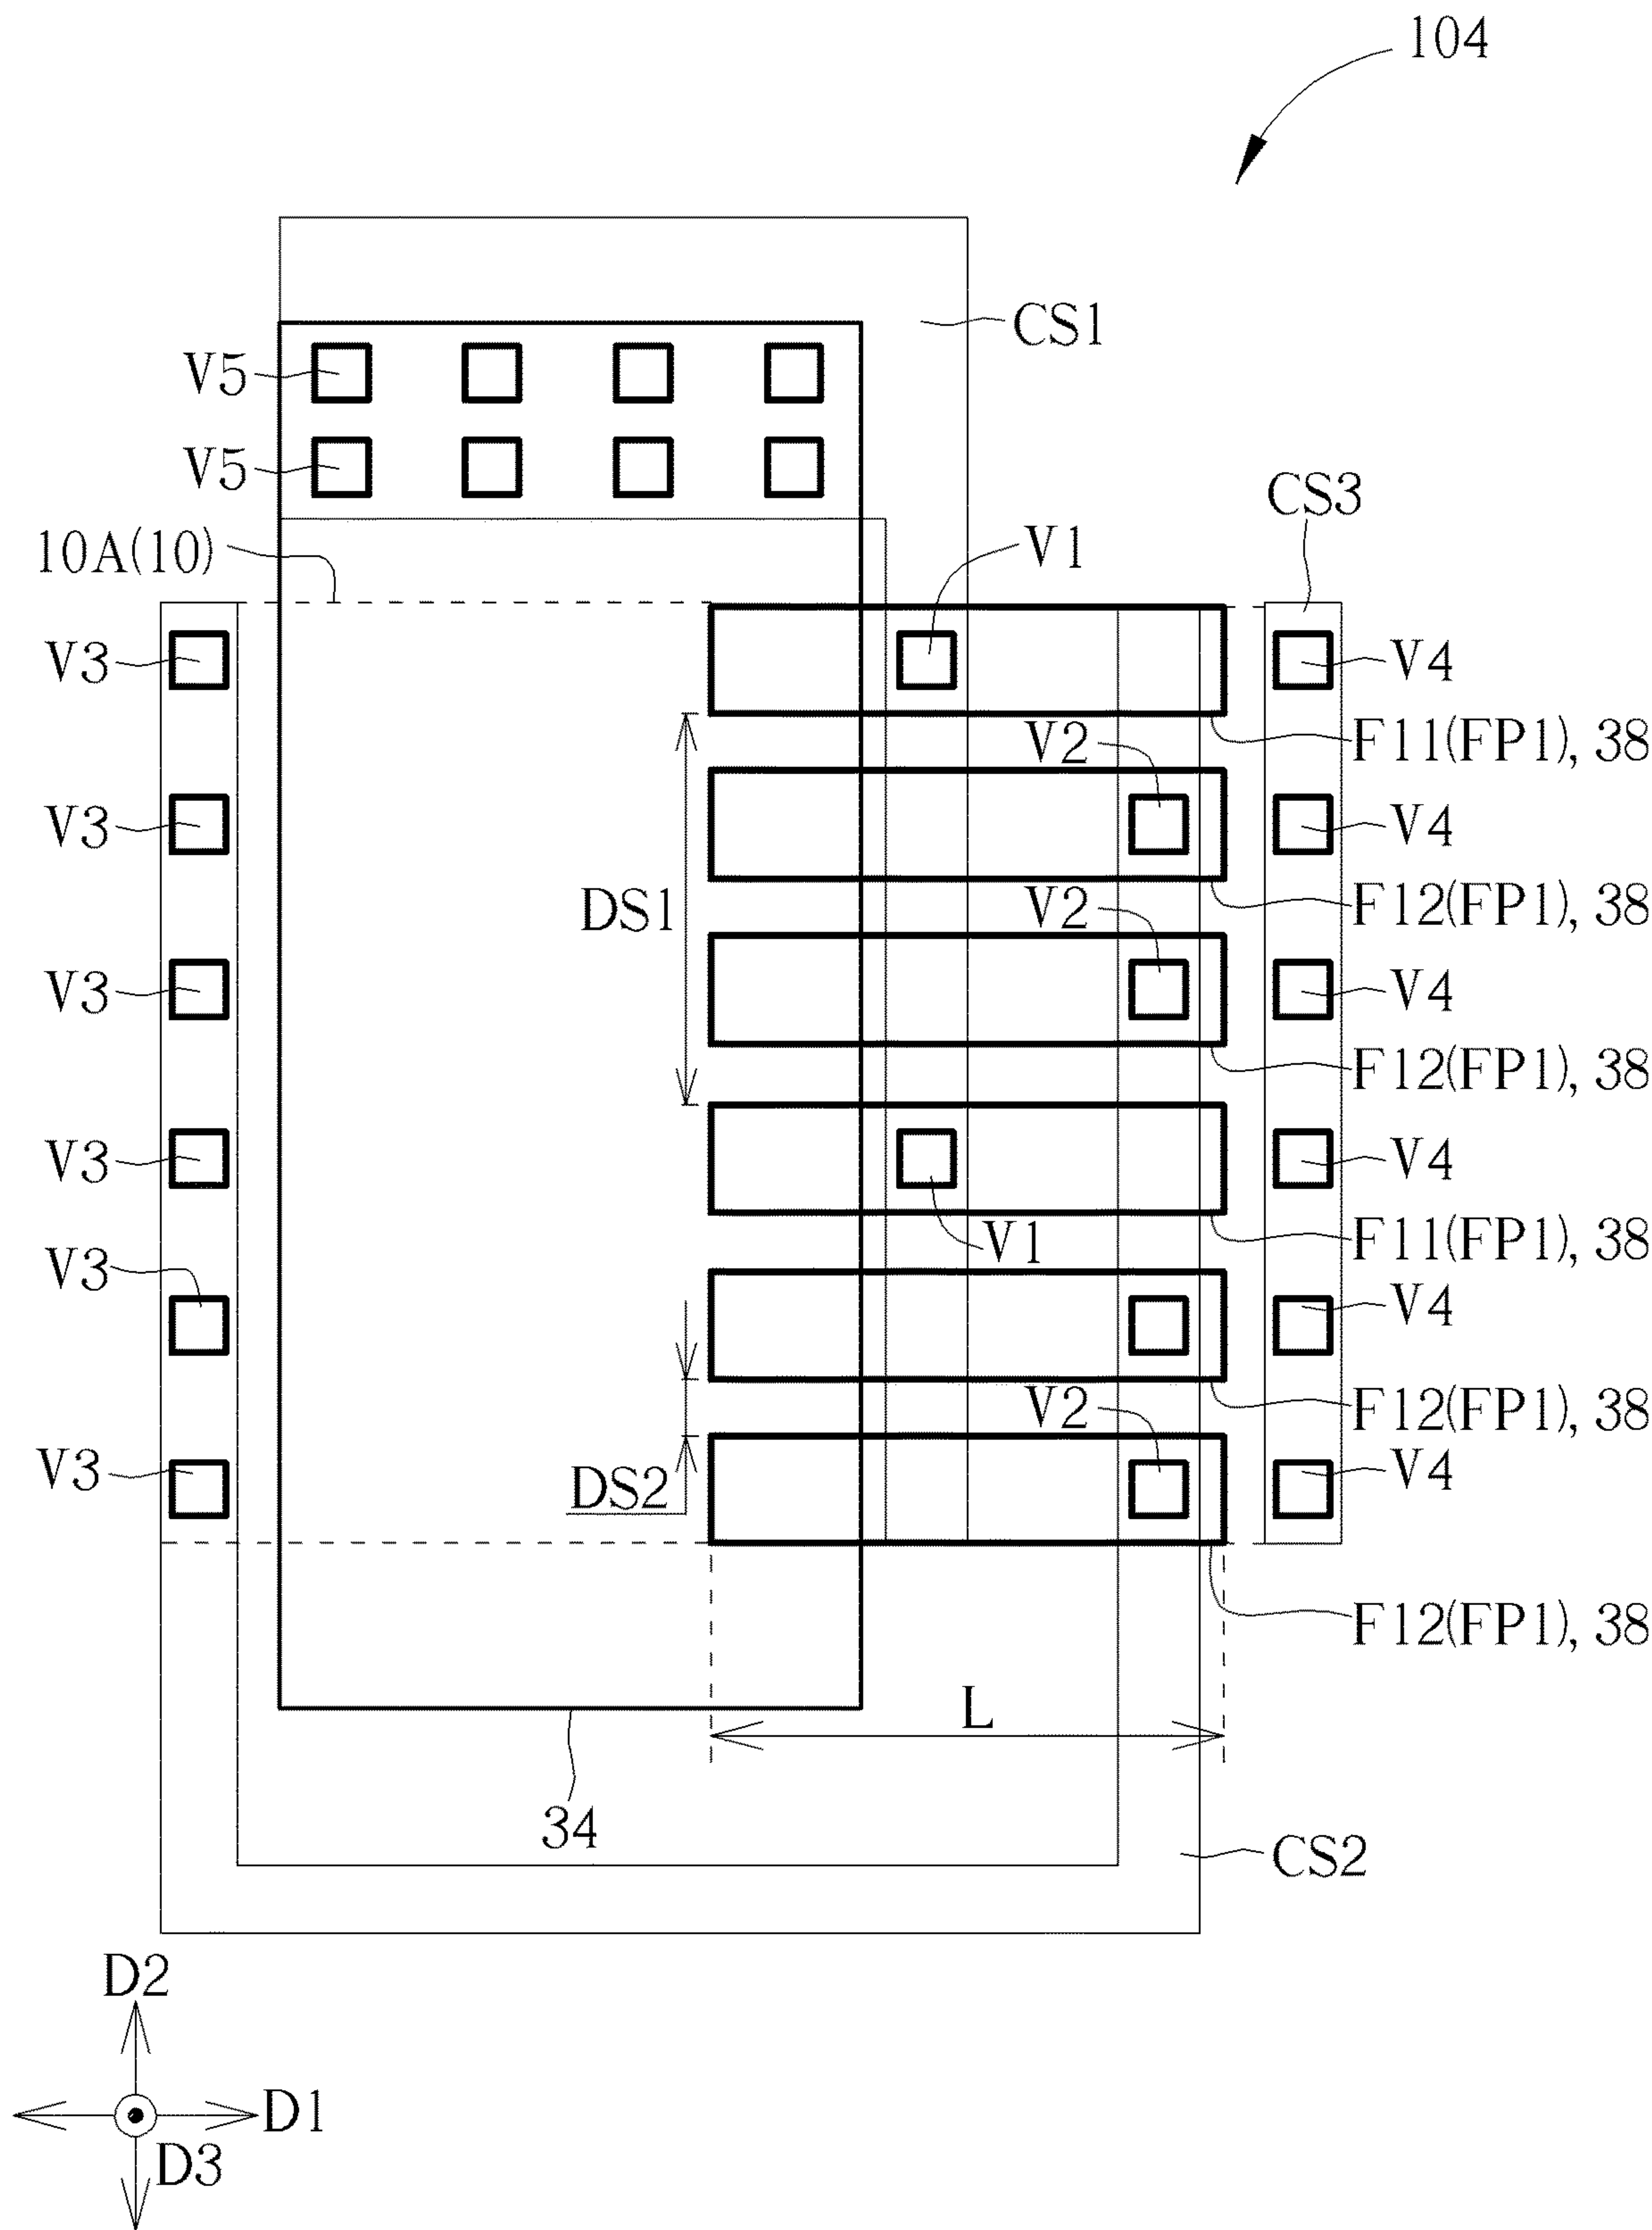 104
CS1
V5
V5
CS3
10A(10)
V1
V3
V4
F11(FP1), 38
V2
V3
V4
DS1
V2
F12(FP1), 38
V3
V4
F12(FP1), 38
V3
V4
V1
F11(FP1), 38
V3
V4
V2
F12(FP1), 38
V3
DS2
V4
F12(FP1), 38
L
34
CS2
D2
D1
D3